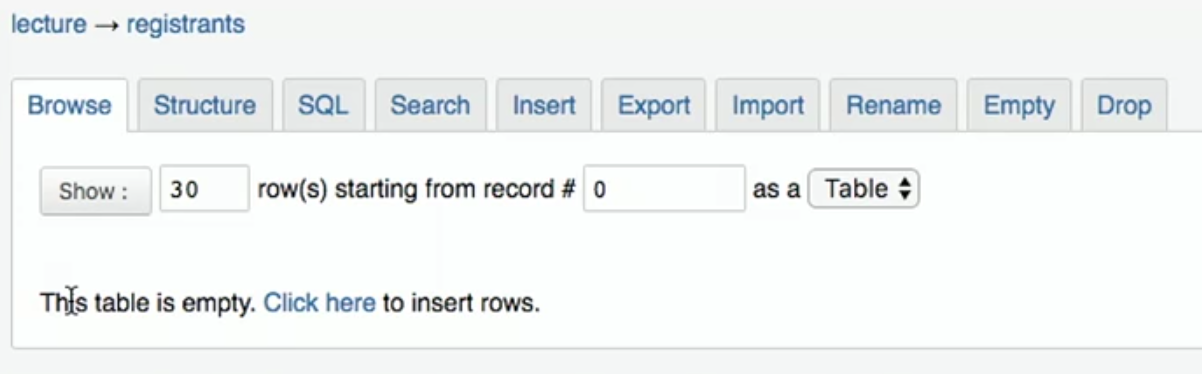 lecture → registrants
Browse Structure SQL Search Insert Export Import Rename Empty Drop
Show : 30 row(s) starting from record # 0 as a Table
This table is empty. Click here to insert rows.